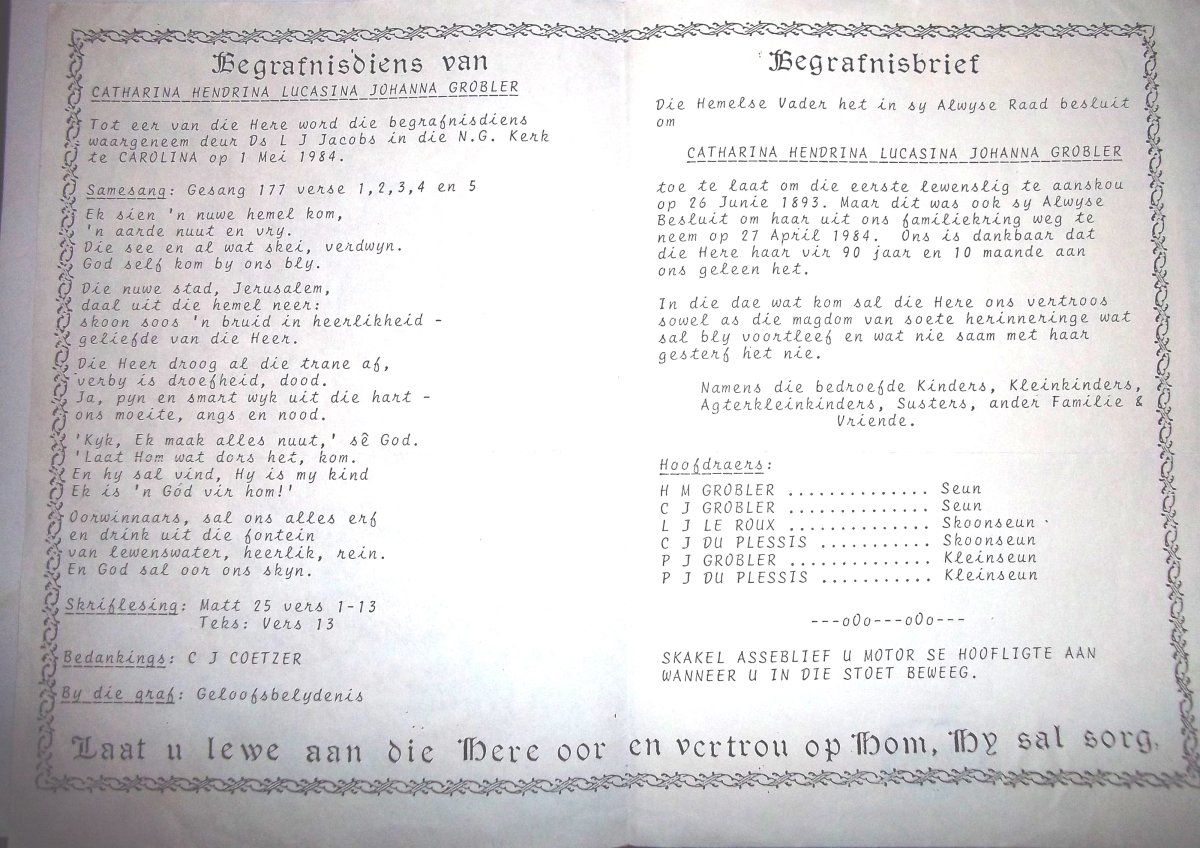 Begrafnisdiens van
CATHARINA HENDRINA LUCASINA JOHANNA GROBLER
Tot eer van die Here word die begrafnisdiens
waargeneem deur Ds L J Jacobs in die N.G. Kerk
te CAROLINA op 1 Mei 1984.
Samesang: Gesang 177 verse 1,2,3,4 en 5
Ek sien 'n nuwe hemel kom,
'n aarde nuut en vry.
Die see en al wat skei, verdwyn.
God self kom by ons bly.
Die nuwe stad, Jerusalem,
daal uit die hemel neer:
skoon soos 'n bruid in heerlikheid -
geliefde van die Heer.
Die Heer droog al die trane af,
verby is droefheid, dood.
Ja, pyn en smart wyk uit die hart -
ons moeite, angs en nood.
'Kyk, Ek maak alles nuut,' sê God.
'Laat Hom wat dors het, kom.
En hy sal vind, Hy is my kind
Ek is 'n Gód vir hom!'
Oorwinnaars, sal ons alles erf
en drink uit die fontein
van lewenswater, heerlik, rein.
En God sal oor ons skyn.
Skriflesing: Matt 25 vers 1-13
Teks: Vers 13
Bedankings: C J COETZER
By die graf: Geloofsbelydenis
Begrafnisbrief
Die Hemelse Vader het in sy Alwyse Raad besluit
om
CATHARINA HENDRINA LUCASINA JOHANNA GROBLER
toe te laat om die eerste lewenslig te aanskou
op 26 Junie 1893. Maar dit was ook sy Alwyse
Besluit om haar uit ons familiekring weg te
neem op 27 April 1984. Ons is dankbaar dat
die Here haar vir 90 jaar en 10 maande aan
ons geleen het.
In die dae wat kom sal die Here ons vertroos
sowel as die magdom van soete herinneringe wat
sal bly voortleef en wat nie saam met haar
gesterf het nie.
Namens die bedroefde Kinders, Kleinkinders,
Agterkleinkinders, Susters, ander Familie &
Vriende.
Hoofdraers:
H M GROBLER .............. Seun
C J GROBLER .............. Seun
L J LE ROUX .............. Skoonseun
C J DU PLESSIS ........... Skoonseun
P J GROBLER .............. Kleinseun
P J DU PLESSIS ........... Kleinseun
---oOo---oOo---
SKAKEL ASSEBLIEF U MOTOR SE HOOFLIGTE AAN
WANNEER U IN DIE STOET BEWEEG.
Laat u lewe aan die Here oor en vertrou op Hom, Hy sal sorg.